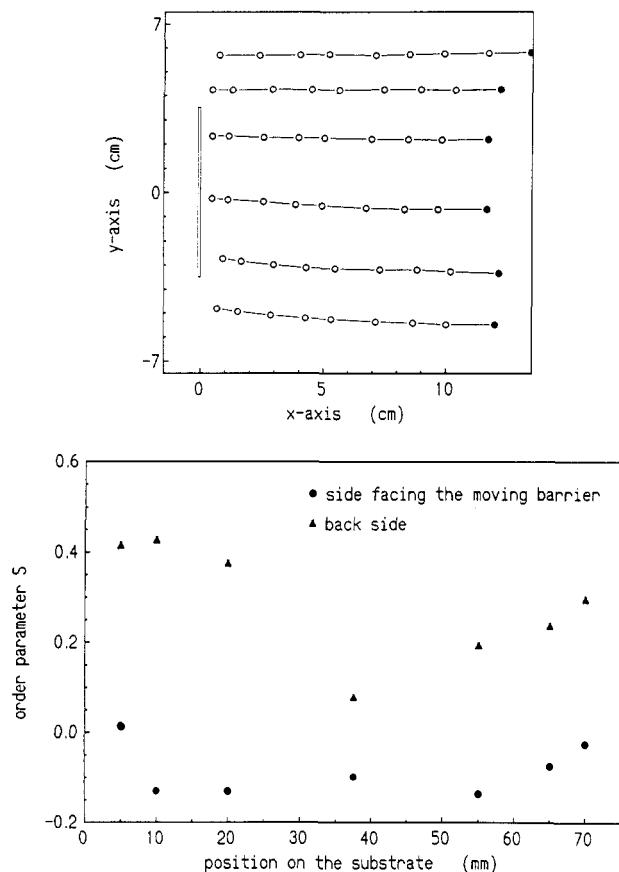 7
y-axis (cm)
0
-7
0 5 10
x-axis (cm)
0.6
side facing the moving barrier
back side
0.4
order parameter S
0.2
0.0
-0.2
0 10 20 30 40 50 60 70
position on the substrate (mm)